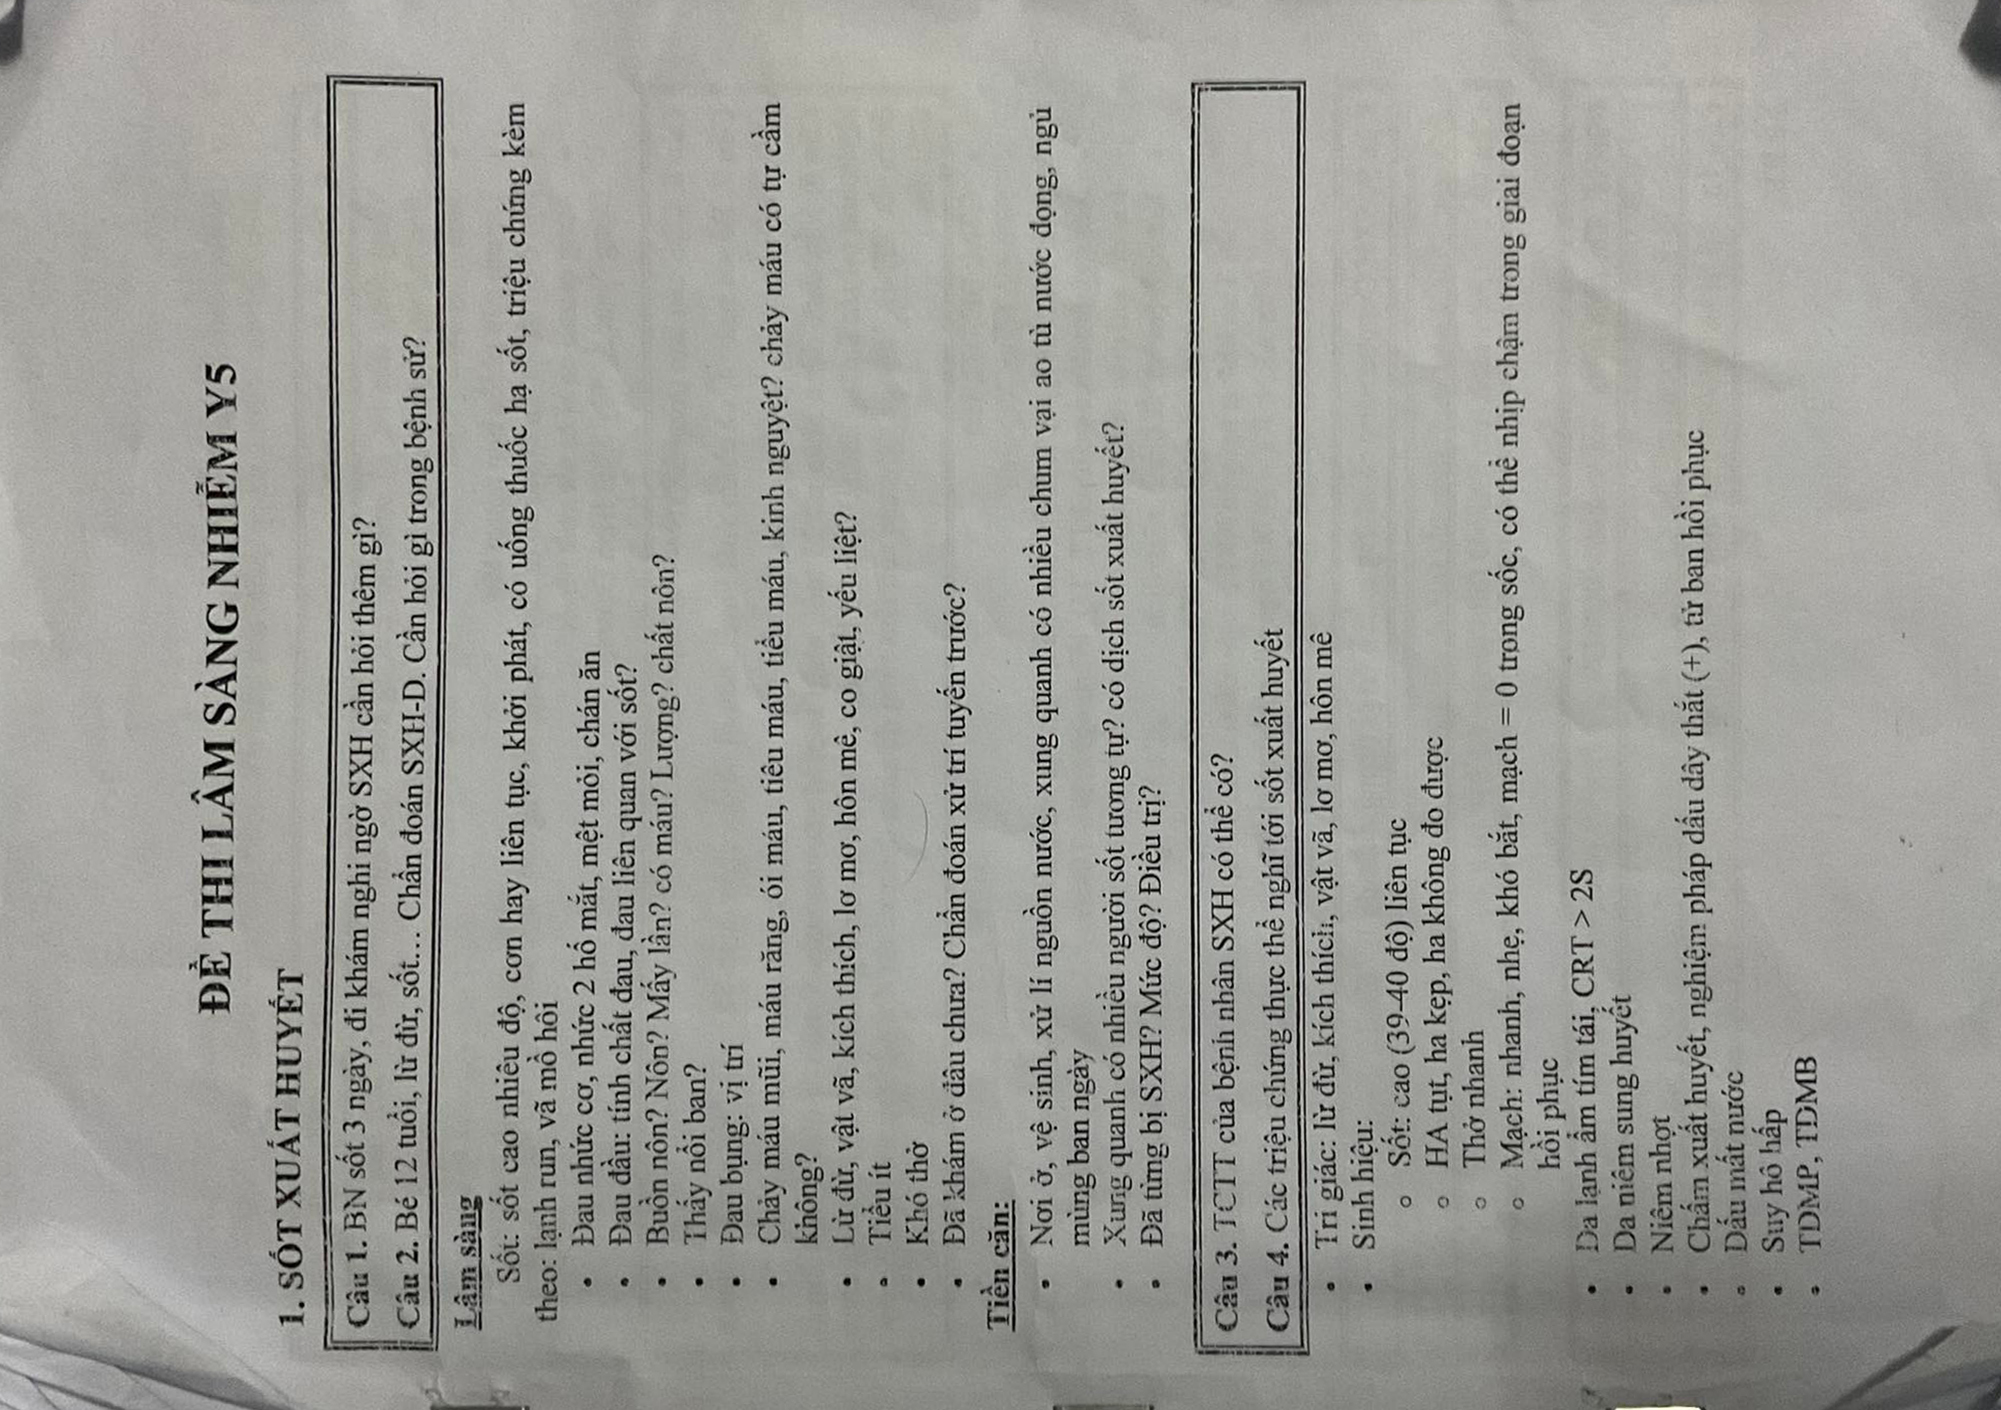 ĐỀ THI LÂM SÀNG NHIỄM Y5
1. SỐT XUẤT HUYẾT
Câu 1. BN sốt 3 ngày, đi khám nghi ngờ SXH cần hỏi thêm gì?
Câu 2. Bé 12 tuổi, lừ đừ, sốt… Chẩn đoán SXH-D. Cần hỏi gì trong bệnh sử?
Lâm sàng
Sốt: sốt cao nhiêu độ, cơn hay liên tục, khởi phát, có uống thuốc hạ sốt, triệu chứng kèm
theo: lạnh run, vã mồ hôi
• Đau nhức cơ, nhức 2 hố mắt, mệt mỏi, chán ăn
• Đau đầu: tính chất đau, đau liên quan với sốt?
• Buồn nôn? Nôn? Mấy lần? có máu? Lượng? chất nôn?
• Thấy nổi ban?
• Đau bụng: vị trí
• Chảy máu mũi, máu răng, ói máu, tiêu máu, tiểu máu, kinh nguyệt? chảy máu có tự cầm
không?
• Lừ đừ, vật vã, kích thích, lơ mơ, hôn mê, co giật, yếu liệt?
• Tiểu ít
• Khó thở
• Đã khám ở đâu chưa? Chẩn đoán xử trí tuyến trước?
Tiền căn:
• Nơi ở, vệ sinh, xử lí nguồn nước, xung quanh có nhiều chum vại ao tù nước đọng, ngủ
mùng ban ngày
• Xung quanh có nhiều người sốt tương tự? có dịch sốt xuất huyết?
• Đã từng bị SXH? Mức độ? Điều trị?
Câu 3. TCTT của bệnh nhân SXH có thể có?
Câu 4. Các triệu chứng thực thể nghĩ tới sốt xuất huyết
• Tri giác: lừ đừ, kích thích, vật vã, lơ mơ, hôn mê
• Sinh hiệu:
o Sốt: cao (39-40 độ) liên tục
o HA tụt, ha kẹp, ha không đo được
o Thở nhanh
o Mạch: nhanh, nhẹ, khó bắt, mạch = 0 trong sốc, có thể nhịp chậm trong giai đoạn
hồi phục
• Da lạnh ẩm tím tái, CRT > 2S
• Da niêm sung huyết
• Niêm nhợt
• Chấm xuất huyết, nghiệm pháp dấu dây thắt (+), tử ban hồi phục
• Dấu mất nước
• Suy hô hấp
• TDMP, TDMB